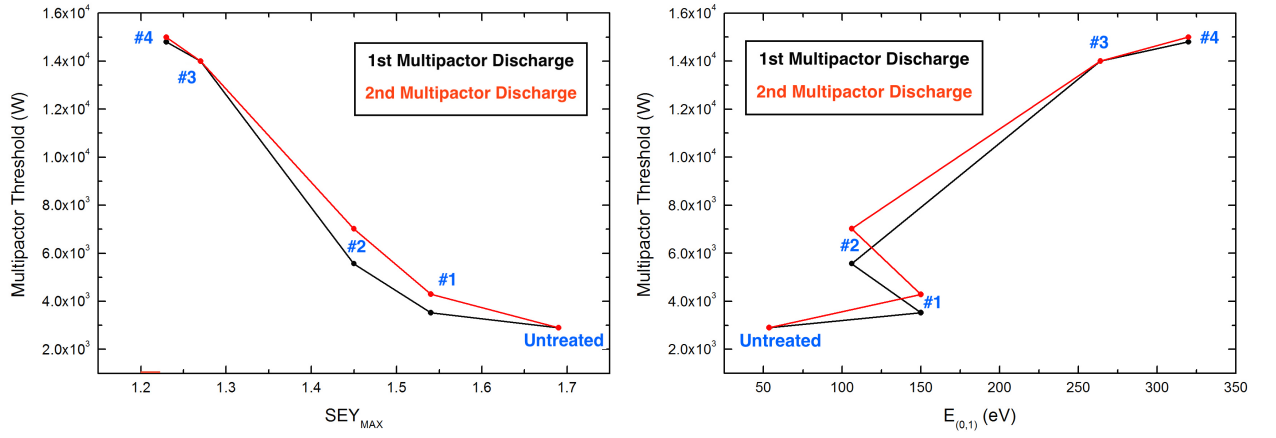 1.6x10⁴
1.4x10⁴
1.2x10⁴
1.0x10⁴
8.0x10³
6.0x10³
4.0x10³
2.0x10³
Multipactor Threshold (W)
#4
#3
#2
#1
Untreated
1st Multipactor Discharge
2nd Multipactor Discharge
1.2 1.3 1.4 1.5 1.6 1.7
SEY_MAX
1.6x10⁴
1.4x10⁴
1.2x10⁴
1.0x10⁴
8.0x10³
6.0x10³
4.0x10³
2.0x10³
Multipactor Threshold (W)
1st Multipactor Discharge
2nd Multipactor Discharge
#3
#4
#2
#1
Untreated
50 100 150 200 250 300 350
E_(0,1) (eV)